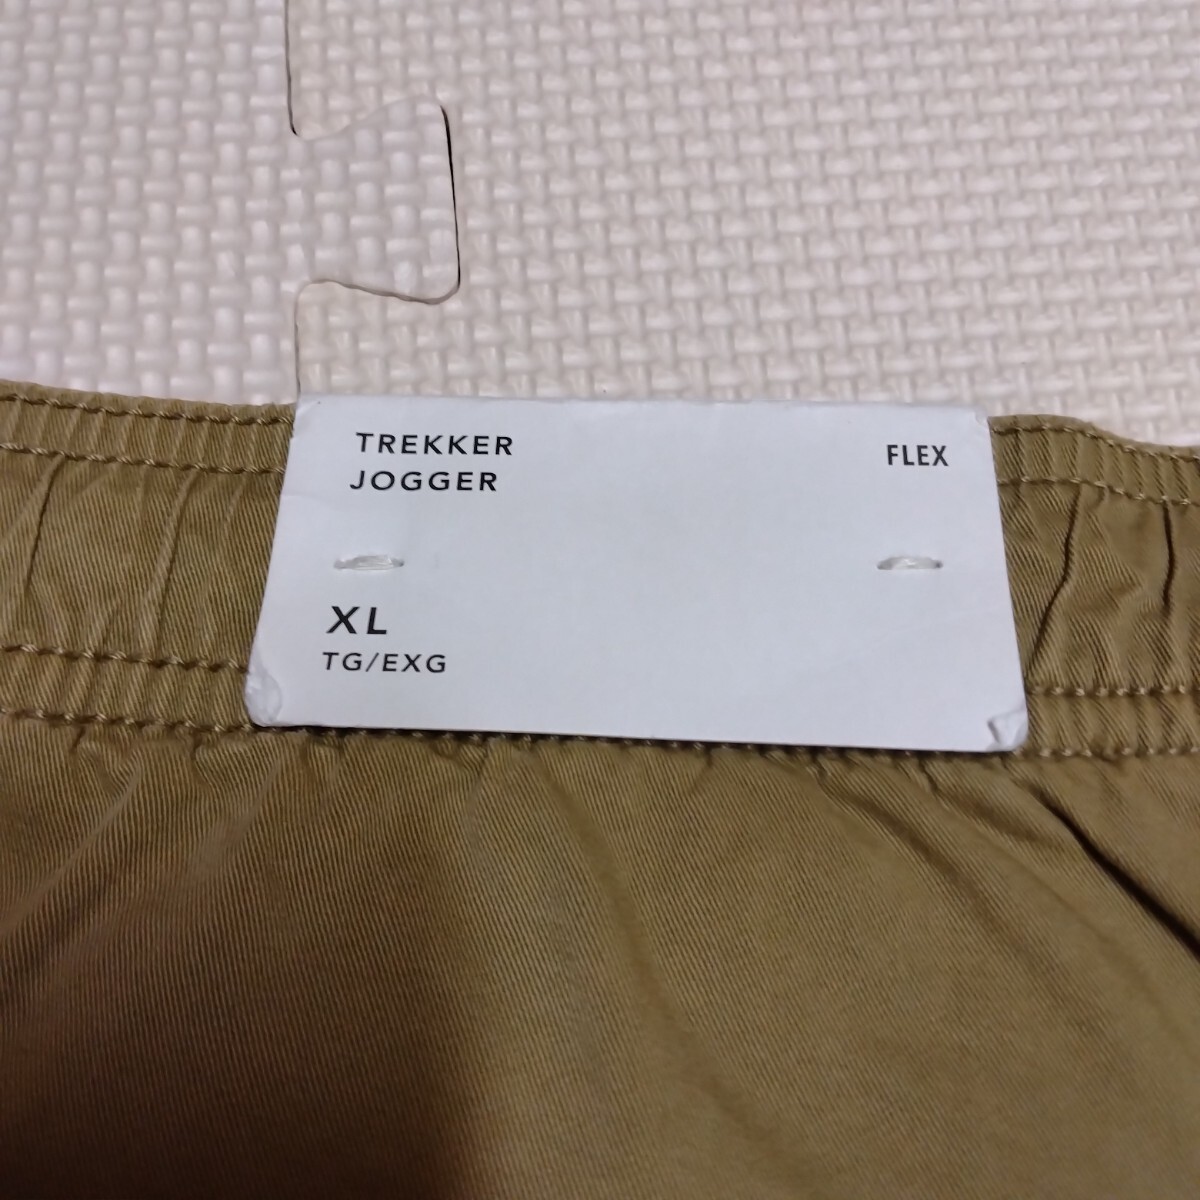 TREKKER
JOGGER
FLEX
XL
TG/EXG